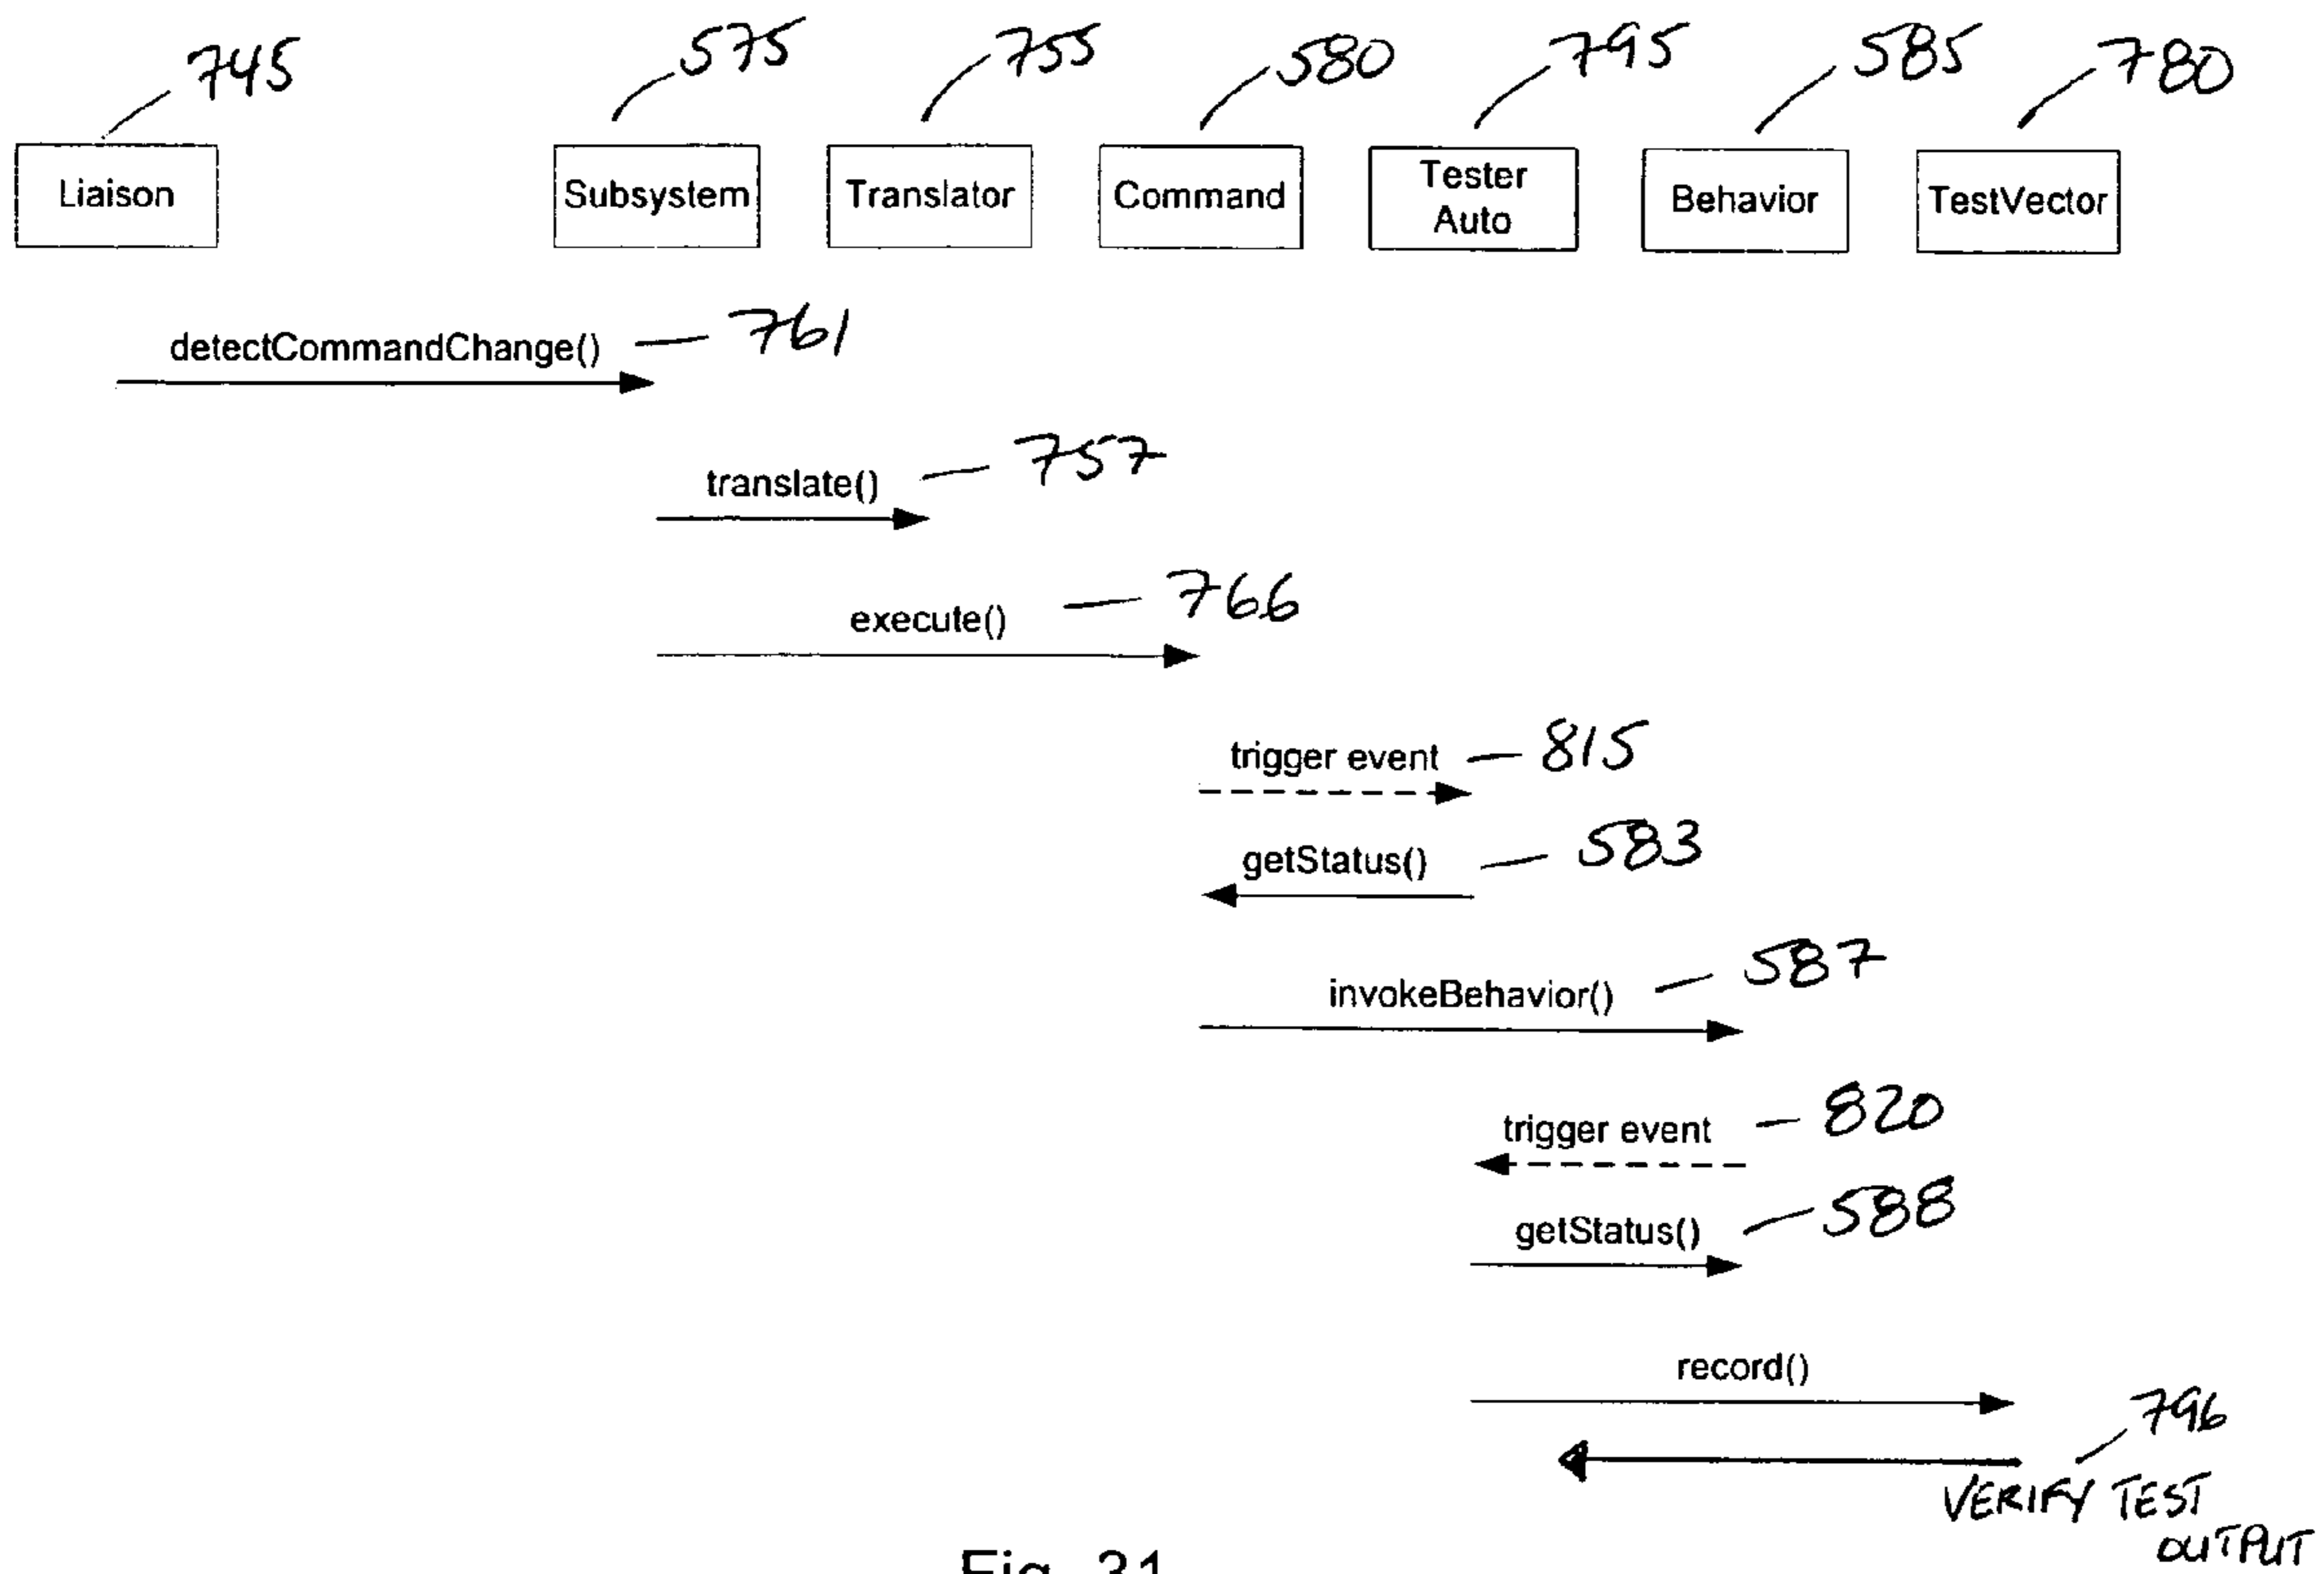 745
575
755
580
795
585
780
Liaison
Subsystem
Translator
Command
Tester
Auto
Behavior
TestVector
detectCommandChange()
761
translate()
757
execute()
766
trigger event
815
getStatus()
583
invokeBehavior()
587
trigger event
820
getStatus()
588
record()
796
VERIFY TEST
OUTPUT
Fig. 31